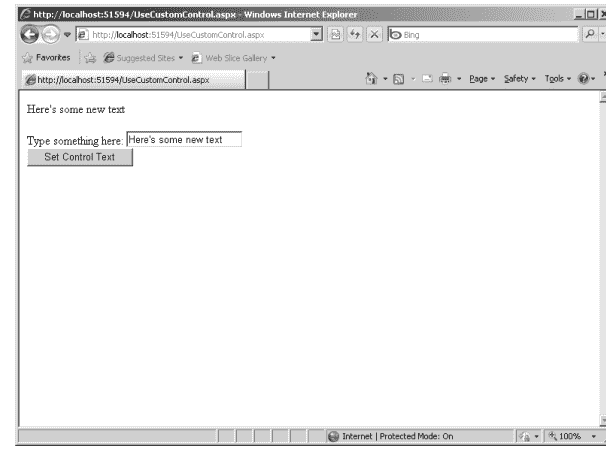 http://localhost:51594/UseCustomControl.aspx - Windows Internet Explorer
http://localhost:51594/UseCustomControl.aspx
Bing
Favorites Suggested Sites Web Slice Gallery
http://localhost:51594/UseCustomControl.aspx
Page Safety Tools
Here's some new text
Type something here: Here's some new text
Set Control Text
Internet | Protected Mode: On
100%